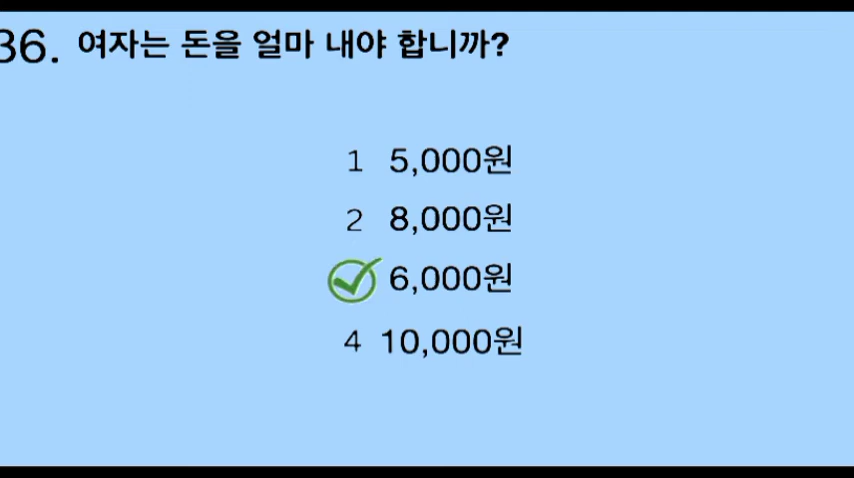 36. 여자는 돈을 얼마 내야 합니까?
1 5,000원
2 8,000원
6,000원
4 10,000원